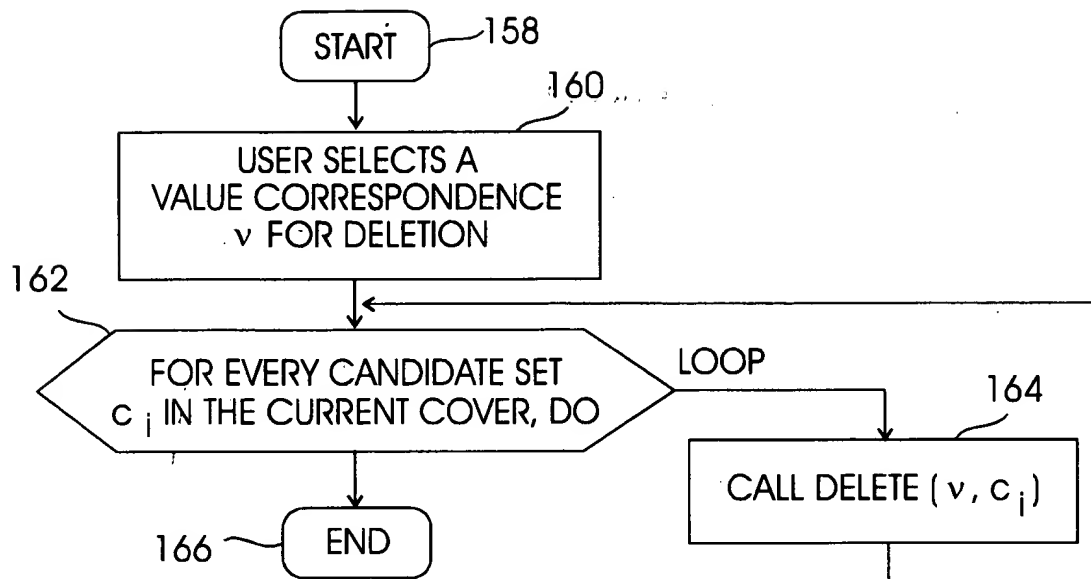 START
158
160
USER SELECTS A
VALUE CORRESPONDENCE
ν FOR DELETION
162
FOR EVERY CANDIDATE SET
c i IN THE CURRENT COVER, DO
LOOP
164
CALL DELETE ( ν , c i )
166
END